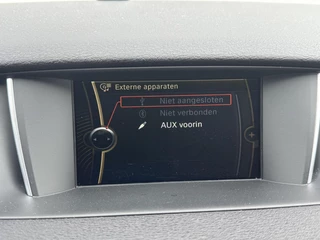 Externe apparaten
Niet aangesloten
Niet verbonden
AUX voorin